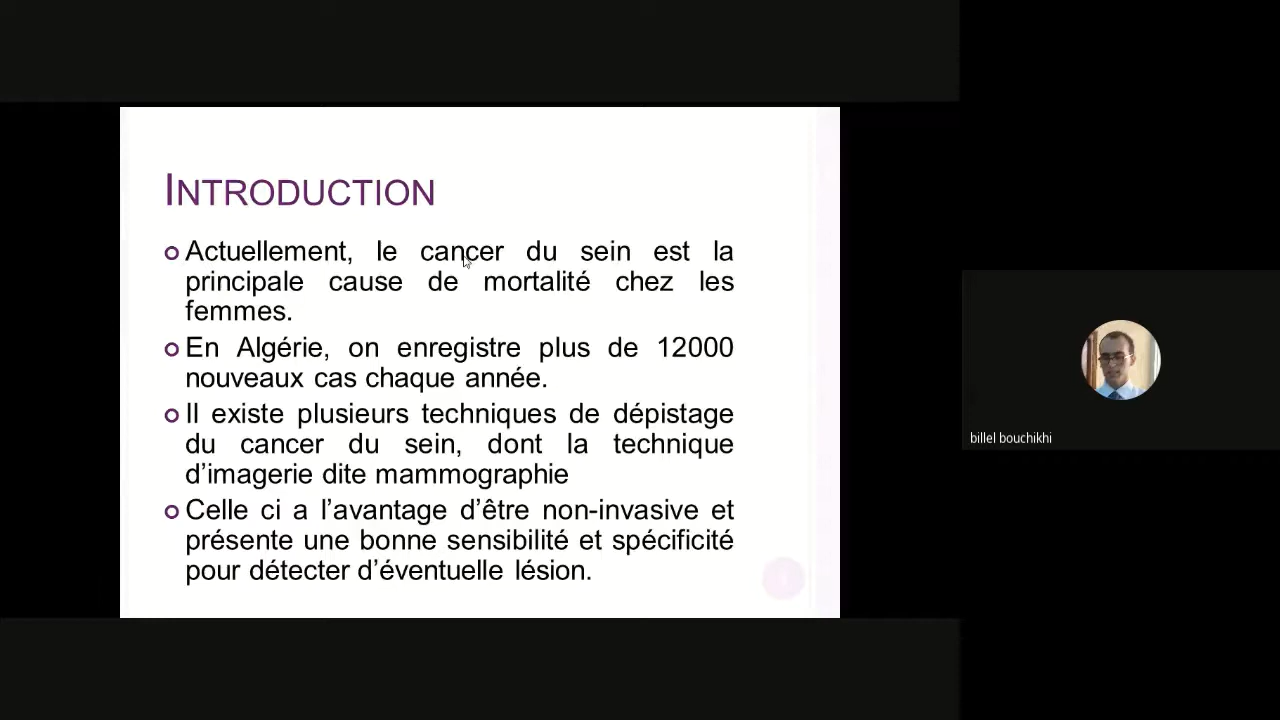 INTRODUCTION
Actuellement, le cancer du sein est la
principale cause de mortalité chez les
femmes.
En Algérie, on enregistre plus de 12000
nouveaux cas chaque année.
Il existe plusieurs techniques de dépistage
du cancer du sein, dont la technique
d’imagerie dite mammographie
Celle ci a l’avantage d’être non-invasive et
présente une bonne sensibilité et spécificité
pour détecter d’éventuelle lésion.
billel bouchikhi